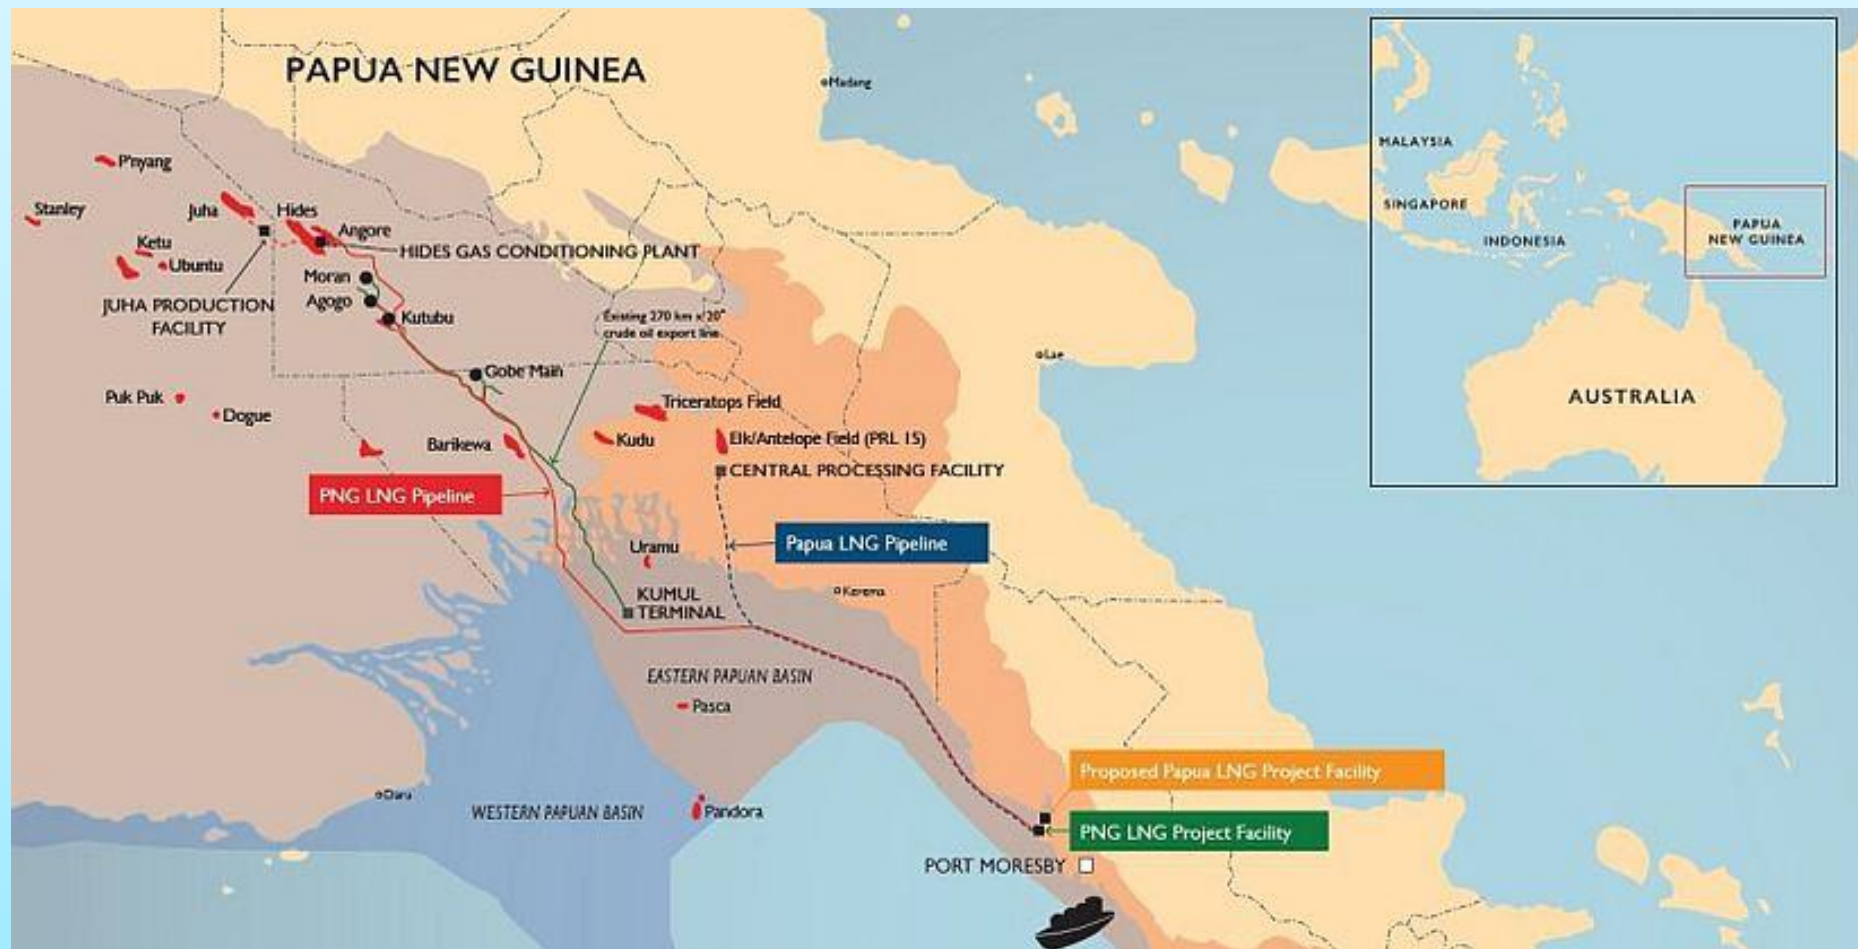 PAPUA NEW GUINEA
Madang
P'nyang
Stanley
Juha
Hides
Angore
Ketu
Ubuntu
HIDES GAS CONDITIONING PLANT
Moran
Agogo
JUHA PRODUCTION
FACILITY
Kutubu
Existing 270 km x 20"
crude oil export line
Lae
Gobe Main
Puk Puk
Dogue
Triceratops Field
Barikewa
Kudu
Elk/Antelope Field (PRL 15)
CENTRAL PROCESSING FACILITY
PNG LNG Pipeline
Papua LNG Pipeline
Uramu
KUMUL
TERMINAL
Kerema
EASTERN PAPUAN BASIN
Pasca
Daru
WESTERN PAPUAN BASIN
Pandora
Proposed Papua LNG Project Facility
PNG LNG Project Facility
PORT MORESBY
MALAYSIA
SINGAPORE
INDONESIA
PAPUA
NEW GUINEA
AUSTRALIA